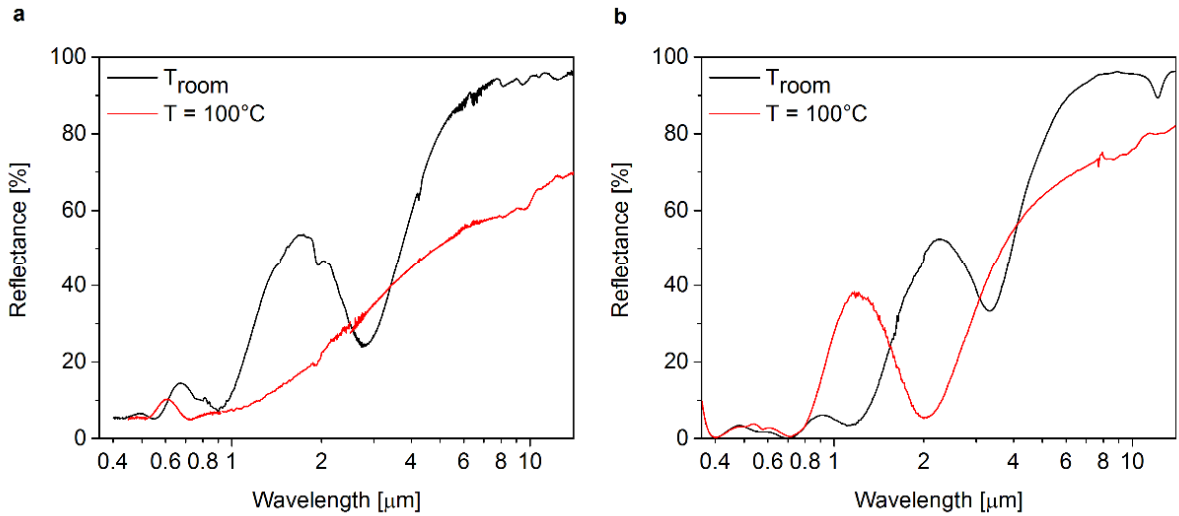 a
100
80
60
40
20
0
Reflectance [%]
T_room
T = 100°C
0.4 0.6 0.8 1 2 4 6 8 10
Wavelength [μm]
b
100
80
60
40
20
0
Reflectance [%]
T_room
T = 100°C
0.4 0.6 0.8 1 2 4 6 8 10
Wavelength [μm]